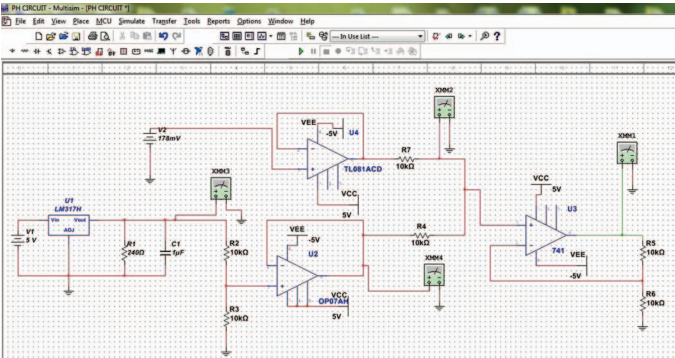 PH CIRCUIT - Multisim - [PH CIRCUIT *]
File Edit View Place MCU Simulate Transfer Tools Reports Options Window Help
--- In Use List ---
XMM2
V2
178mV
VEE
-5V
U4
TL081ACD
VCC
5V
R7
10kΩ
XMM1
XMM3
U1
LM317H
Vin Vout
ADJ
V1
5 V
R1
240Ω
C1
1µF
R2
10kΩ
VEE
-5V
U2
OP07AH
VCC
5V
R4
10kΩ
XMM4
VCC
5V
U3
741
VEE
-5V
R5
10kΩ
R3
10kΩ
R6
10kΩ